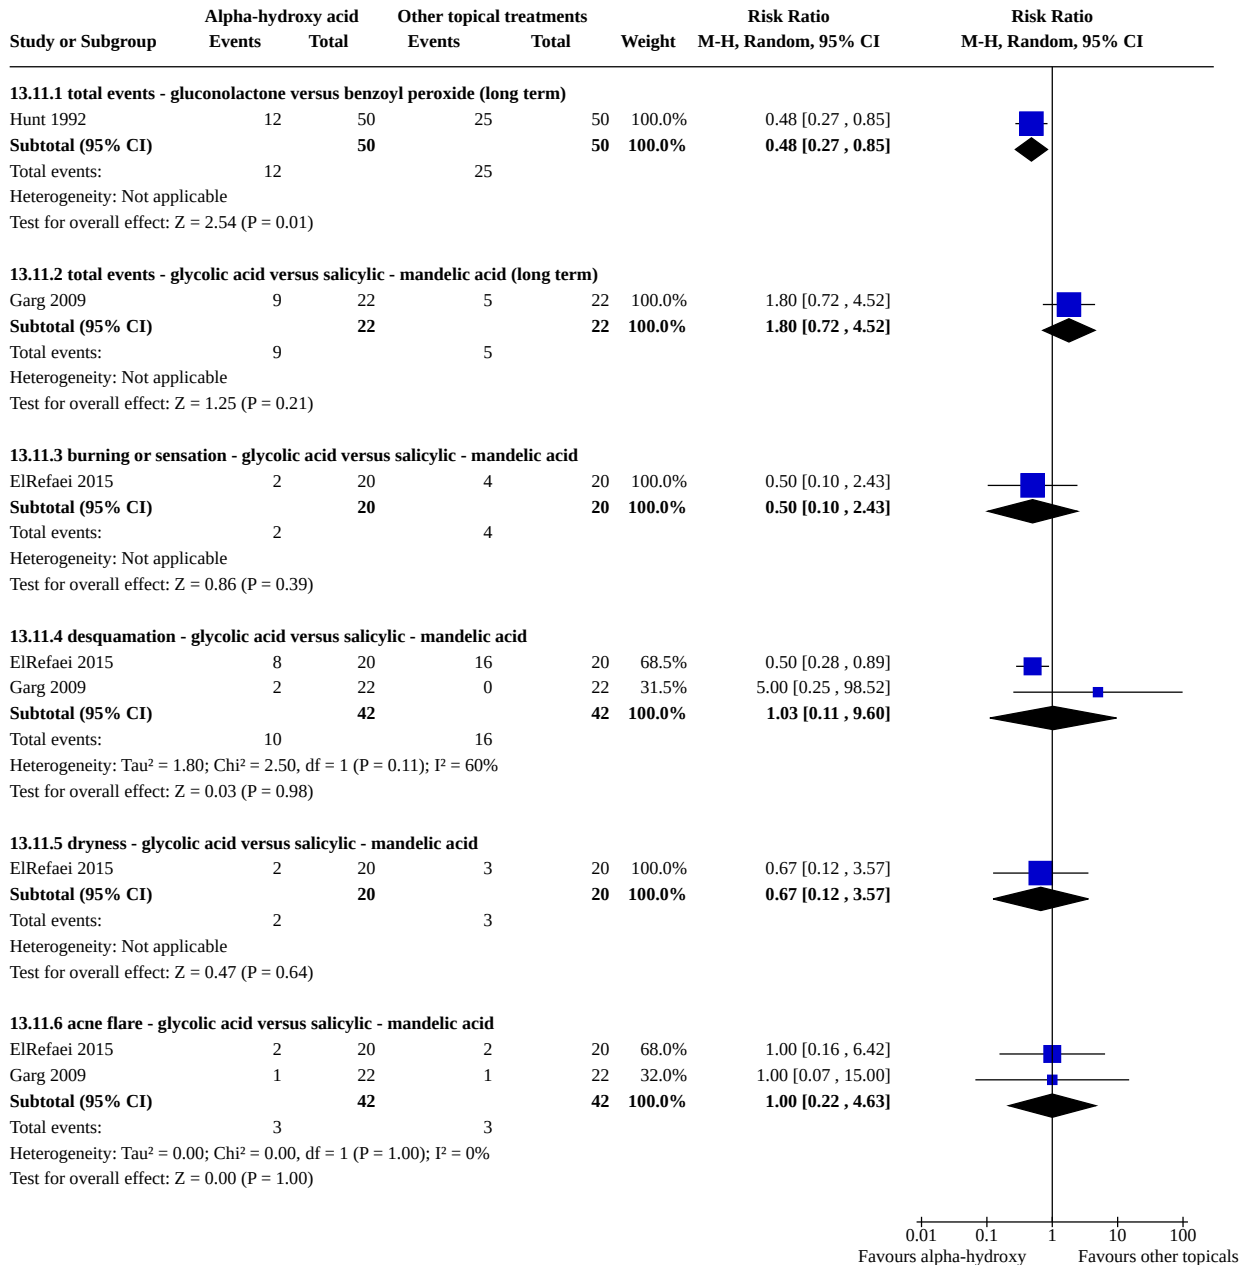 Alpha-hydroxy acid Other topical treatments Risk Ratio Risk Ratio
Study or Subgroup Events Total Events Total Weight M-H, Random, 95% CI M-H, Random, 95% CI
13.11.1 total events - gluconolactone versus benzoyl peroxide (long term)
Hunt 1992 12 50 25 50 100.0% 0.48 [0.27 , 0.85]
Subtotal (95% CI) 50 50 100.0% 0.48 [0.27 , 0.85]
Total events: 12 25
Heterogeneity: Not applicable
Test for overall effect: Z = 2.54 (P = 0.01)
13.11.2 total events - glycolic acid versus salicylic - mandelic acid (long term)
Garg 2009 9 22 5 22 100.0% 1.80 [0.72 , 4.52]
Subtotal (95% CI) 22 22 100.0% 1.80 [0.72 , 4.52]
Total events: 9 5
Heterogeneity: Not applicable
Test for overall effect: Z = 1.25 (P = 0.21)
13.11.3 burning or sensation - glycolic acid versus salicylic - mandelic acid
ElRefaei 2015 2 20 4 20 100.0% 0.50 [0.10 , 2.43]
Subtotal (95% CI) 20 20 100.0% 0.50 [0.10 , 2.43]
Total events: 2 4
Heterogeneity: Not applicable
Test for overall effect: Z = 0.86 (P = 0.39)
13.11.4 desquamation - glycolic acid versus salicylic - mandelic acid
ElRefaei 2015 8 20 16 20 68.5% 0.50 [0.28 , 0.89]
Garg 2009 2 22 0 22 31.5% 5.00 [0.25 , 98.52]
Subtotal (95% CI) 42 42 100.0% 1.03 [0.11 , 9.60]
Total events: 10 16
Heterogeneity: Tau² = 1.80; Chi² = 2.50, df = 1 (P = 0.11); I² = 60%
Test for overall effect: Z = 0.03 (P = 0.98)
13.11.5 dryness - glycolic acid versus salicylic - mandelic acid
ElRefaei 2015 2 20 3 20 100.0% 0.67 [0.12 , 3.57]
Subtotal (95% CI) 20 20 100.0% 0.67 [0.12 , 3.57]
Total events: 2 3
Heterogeneity: Not applicable
Test for overall effect: Z = 0.47 (P = 0.64)
13.11.6 acne flare - glycolic acid versus salicylic - mandelic acid
ElRefaei 2015 2 20 2 20 68.0% 1.00 [0.16 , 6.42]
Garg 2009 1 22 1 22 32.0% 1.00 [0.07 , 15.00]
Subtotal (95% CI) 42 42 100.0% 1.00 [0.22 , 4.63]
Total events: 3 3
Heterogeneity: Tau² = 0.00; Chi² = 0.00, df = 1 (P = 1.00); I² = 0%
Test for overall effect: Z = 0.00 (P = 1.00)
0.01 0.1 1 10 100
Favours alpha-hydroxy Favours other topicals